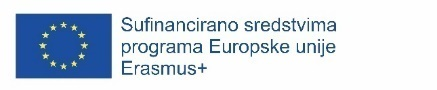 Sufinancirano sredstvima
programa Europske unije
Erasmus+